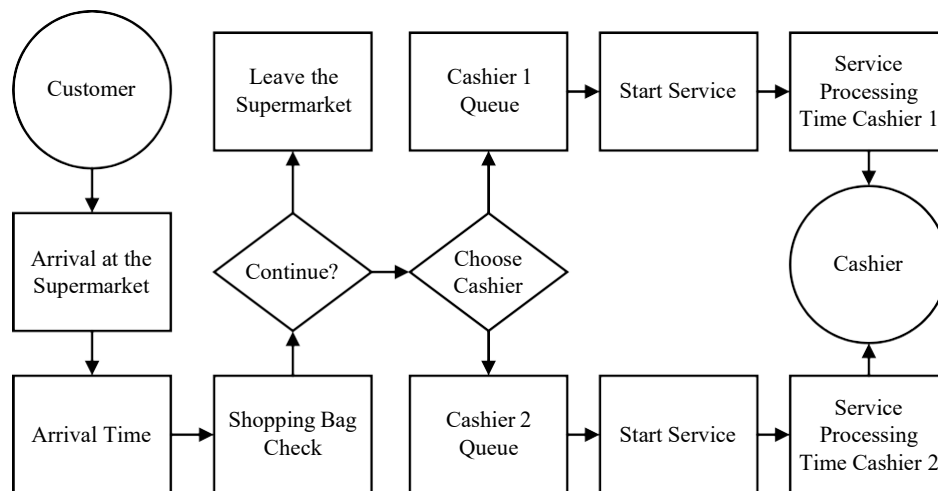 Customer
Arrival at the
Supermarket
Arrival Time
Shopping Bag
Check
Continue?
Leave the
Supermarket
Choose
Cashier
Cashier 1
Queue
Start Service
Service
Processing
Time Cashier 1
Cashier 2
Queue
Start Service
Service
Processing
Time Cashier 2
Cashier